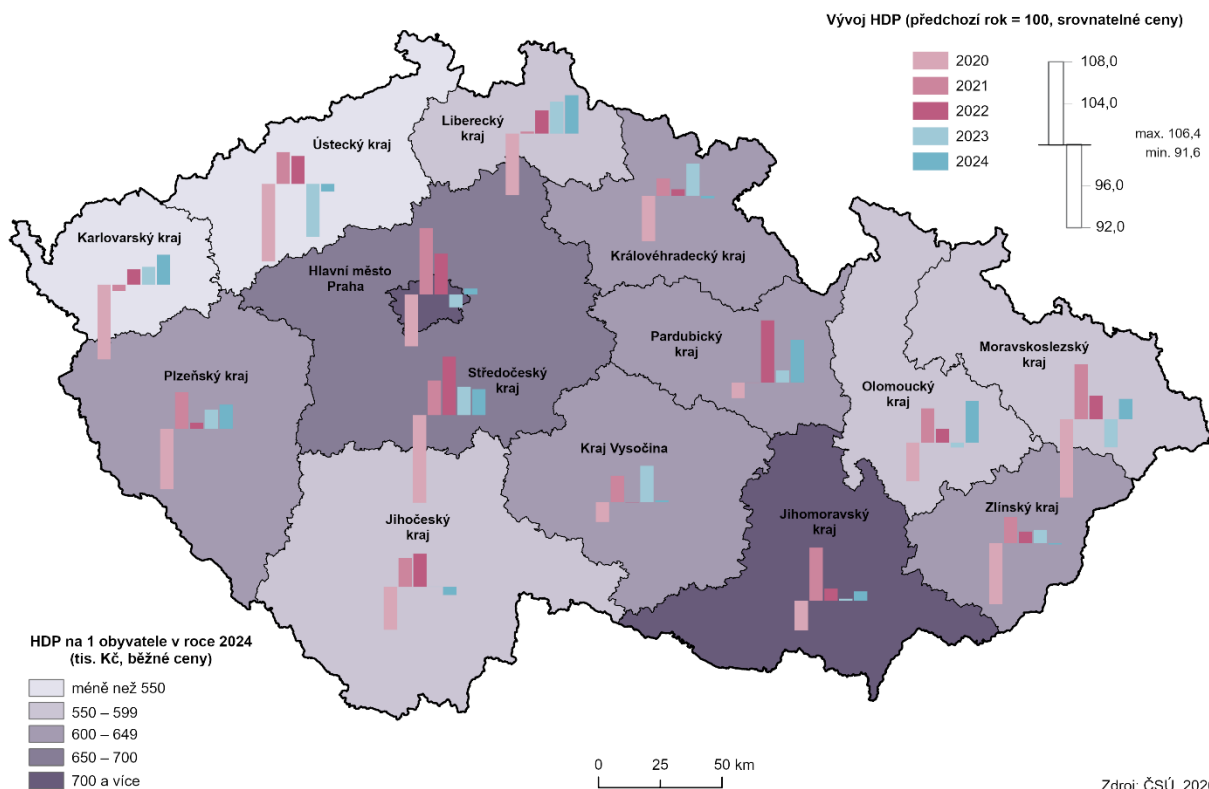 Vývoj HDP (předchozí rok = 100, srovnatelné ceny)
2020
2021
2022
2023
2024
108,0
104,0
max. 106,4
min. 91,6
96,0
92,0
Liberecký
kraj
Ústecký kraj
Karlovarský kraj
Královéhradecký kraj
Hlavní město
Praha
Pardubický
kraj
Moravskoslezský
kraj
Plzeňský kraj
Středočeský
kraj
Olomoucký
kraj
Kraj Vysočina
Jihočeský
kraj
Jihomoravský
kraj
Zlínský kraj
HDP na 1 obyvatele v roce 2024
(tis. Kč, běžné ceny)
méně než 550
550 – 599
600 – 649
650 – 700
700 a více
0 25 50 km
Zdroj: ČSÚ,